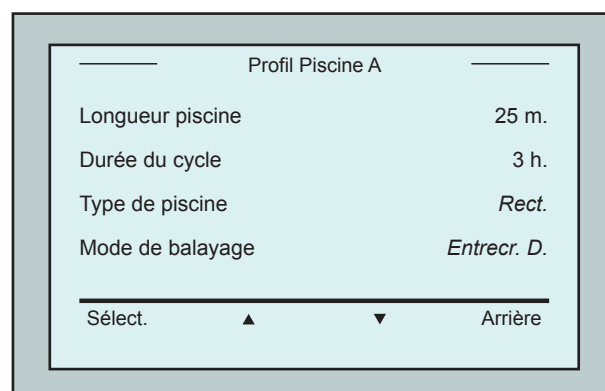 Profil Piscine A
Longueur piscine 25 m.
Durée du cycle 3 h.
Type de piscine Rect.
Mode de balayage Entrecr. D.
Sélect. ▲ ▼ Arrière